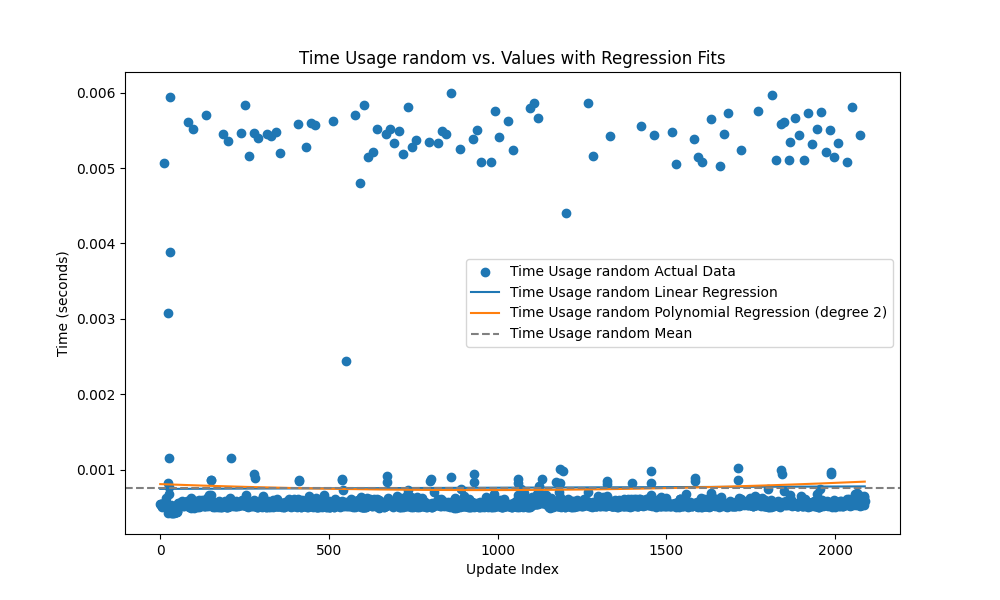 Time Usage random vs. Values with Regression Fits
0.006
0.005
0.004
0.003
0.002
0.001
Time (seconds)
Time Usage random Actual Data
Time Usage random Linear Regression
Time Usage random Polynomial Regression (degree 2)
Time Usage random Mean
0 500 1000 1500 2000
Update Index